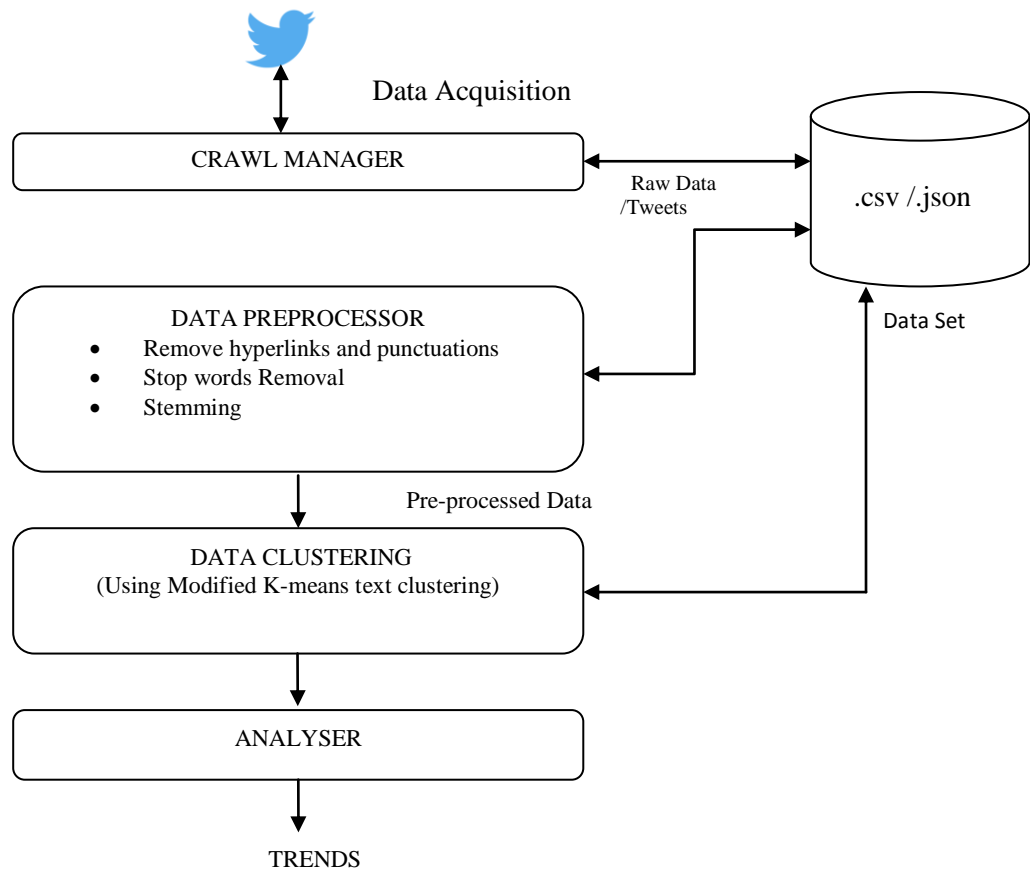 Data Acquisition
CRAWL MANAGER
Raw Data
/Tweets
.csv /.json
Data Set
DATA PREPROCESSOR
• Remove hyperlinks and punctuations
• Stop words Removal
• Stemming
Pre-processed Data
DATA CLUSTERING
(Using Modified K-means text clustering)
ANALYSER
TRENDS